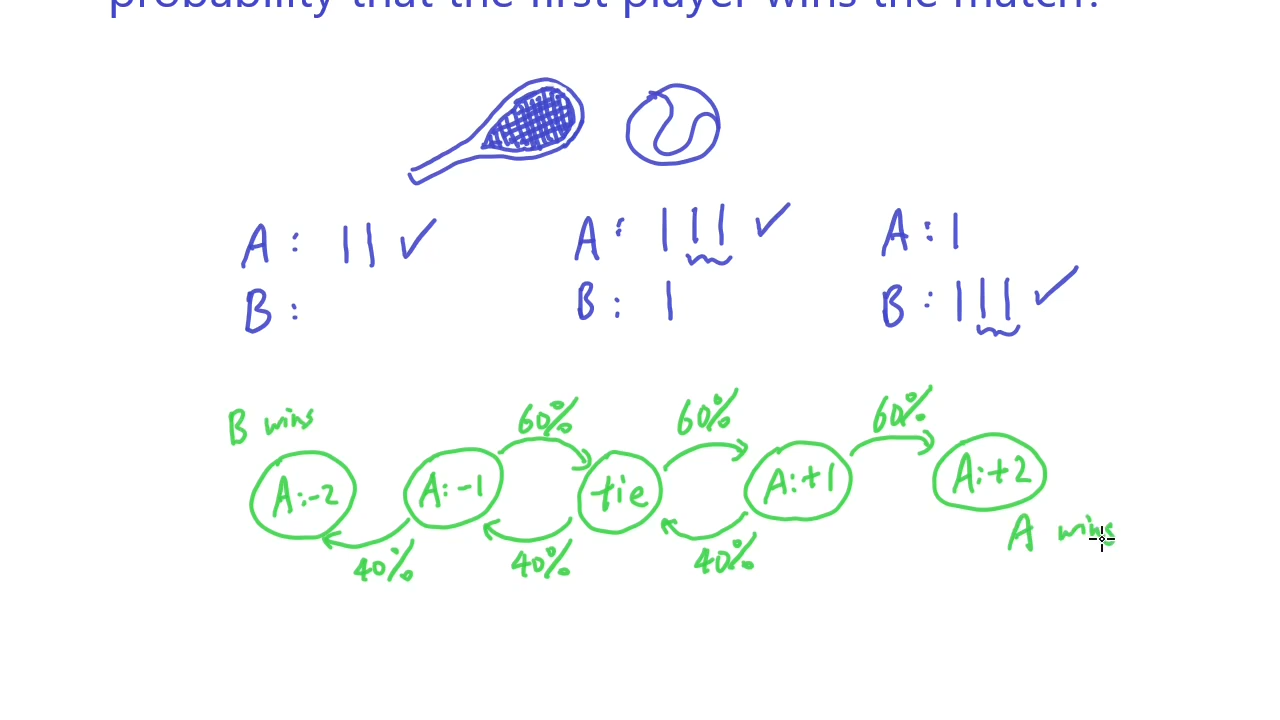 probability that the first player wins the match?
A: || ✓
B:
A: ||| ✓
B: |
A: |
B: ||| ✓
B wins
60%
60%
60%
A:-2
A:-1
tie
A:+1
A:+2
A wins
40%
40%
40%